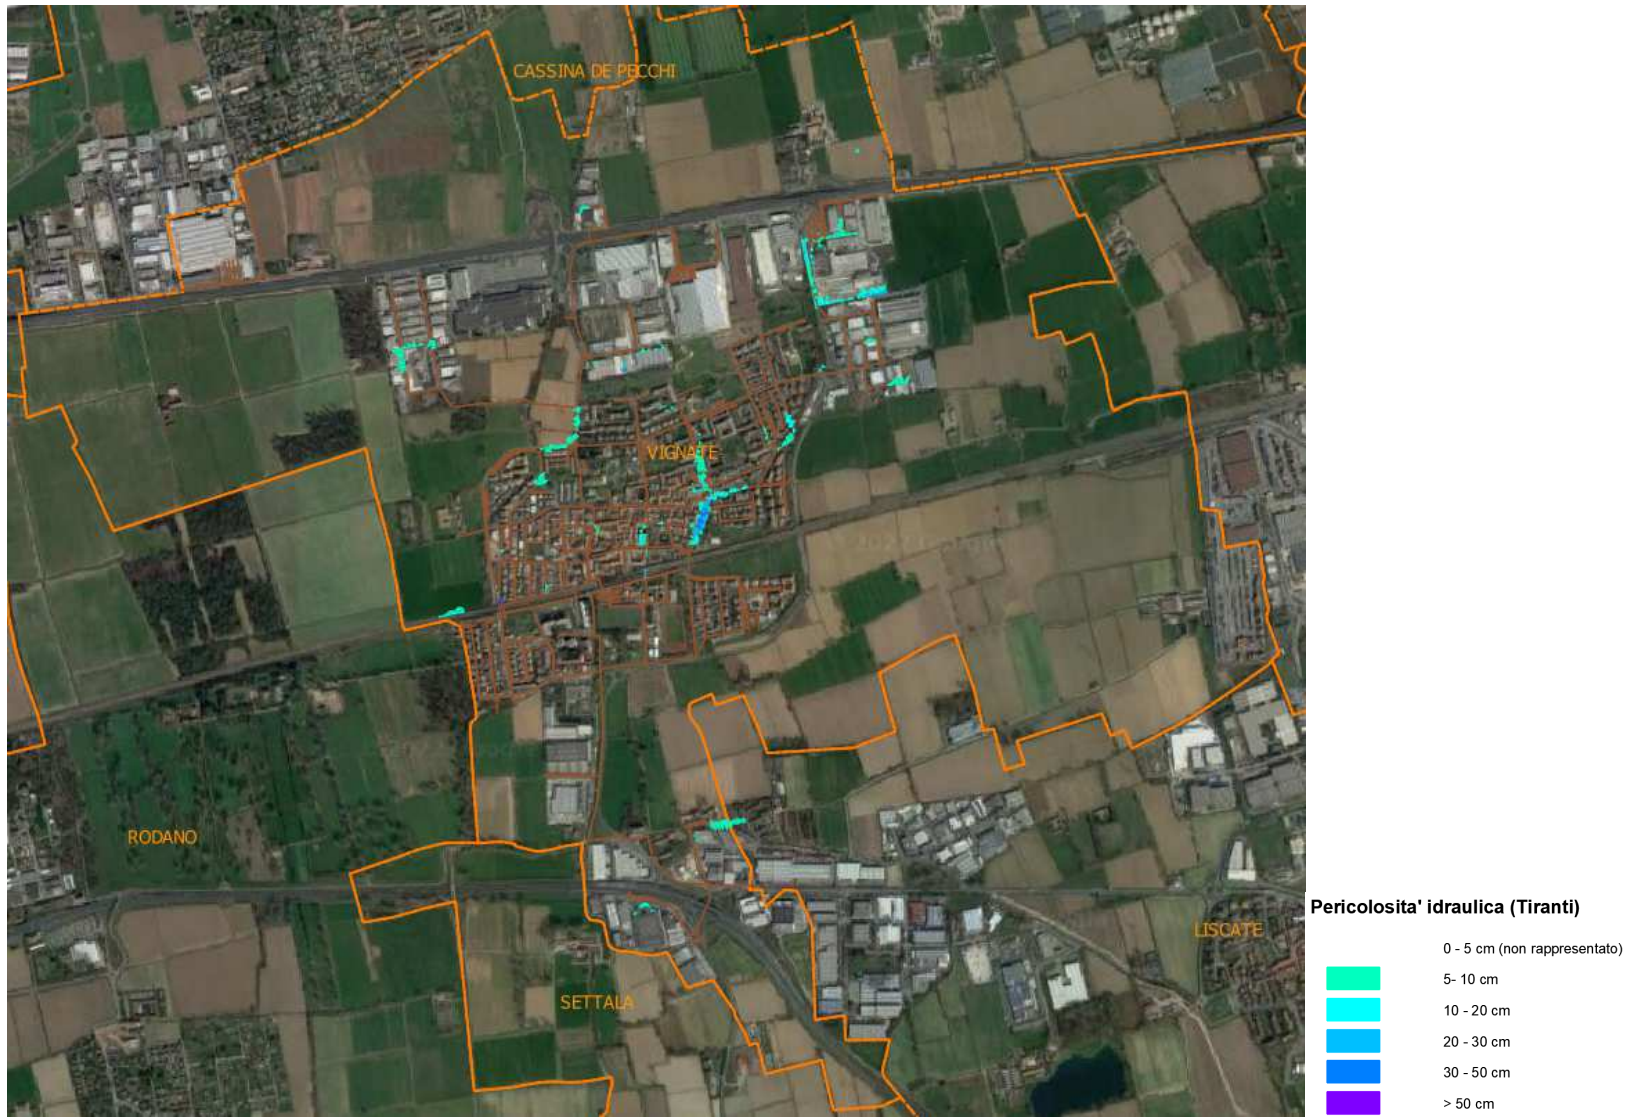 CASSINA DE PECCHI
VIGNATE
RODANO
LISCATE
SETTALA
Pericolosita' idraulica (Tiranti)
0 - 5 cm (non rappresentato)
5- 10 cm
10 - 20 cm
20 - 30 cm
30 - 50 cm
> 50 cm